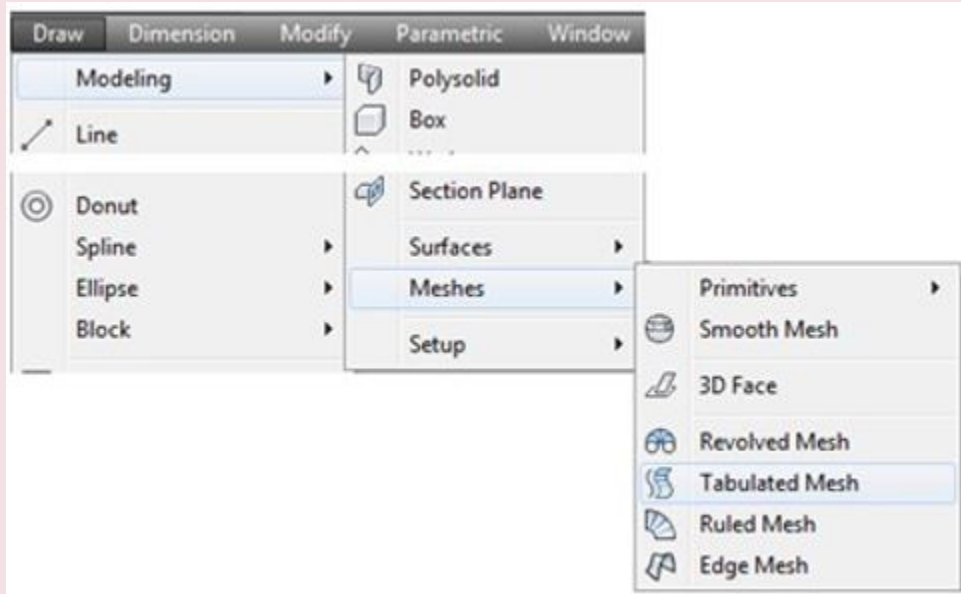 Draw Dimension Modify Parametric Window
Modeling
Line
Donut
Spline
Ellipse
Block
Polysolid
Box
Section Plane
Surfaces
Meshes
Setup
Primitives
Smooth Mesh
3D Face
Revolved Mesh
Tabulated Mesh
Ruled Mesh
Edge Mesh